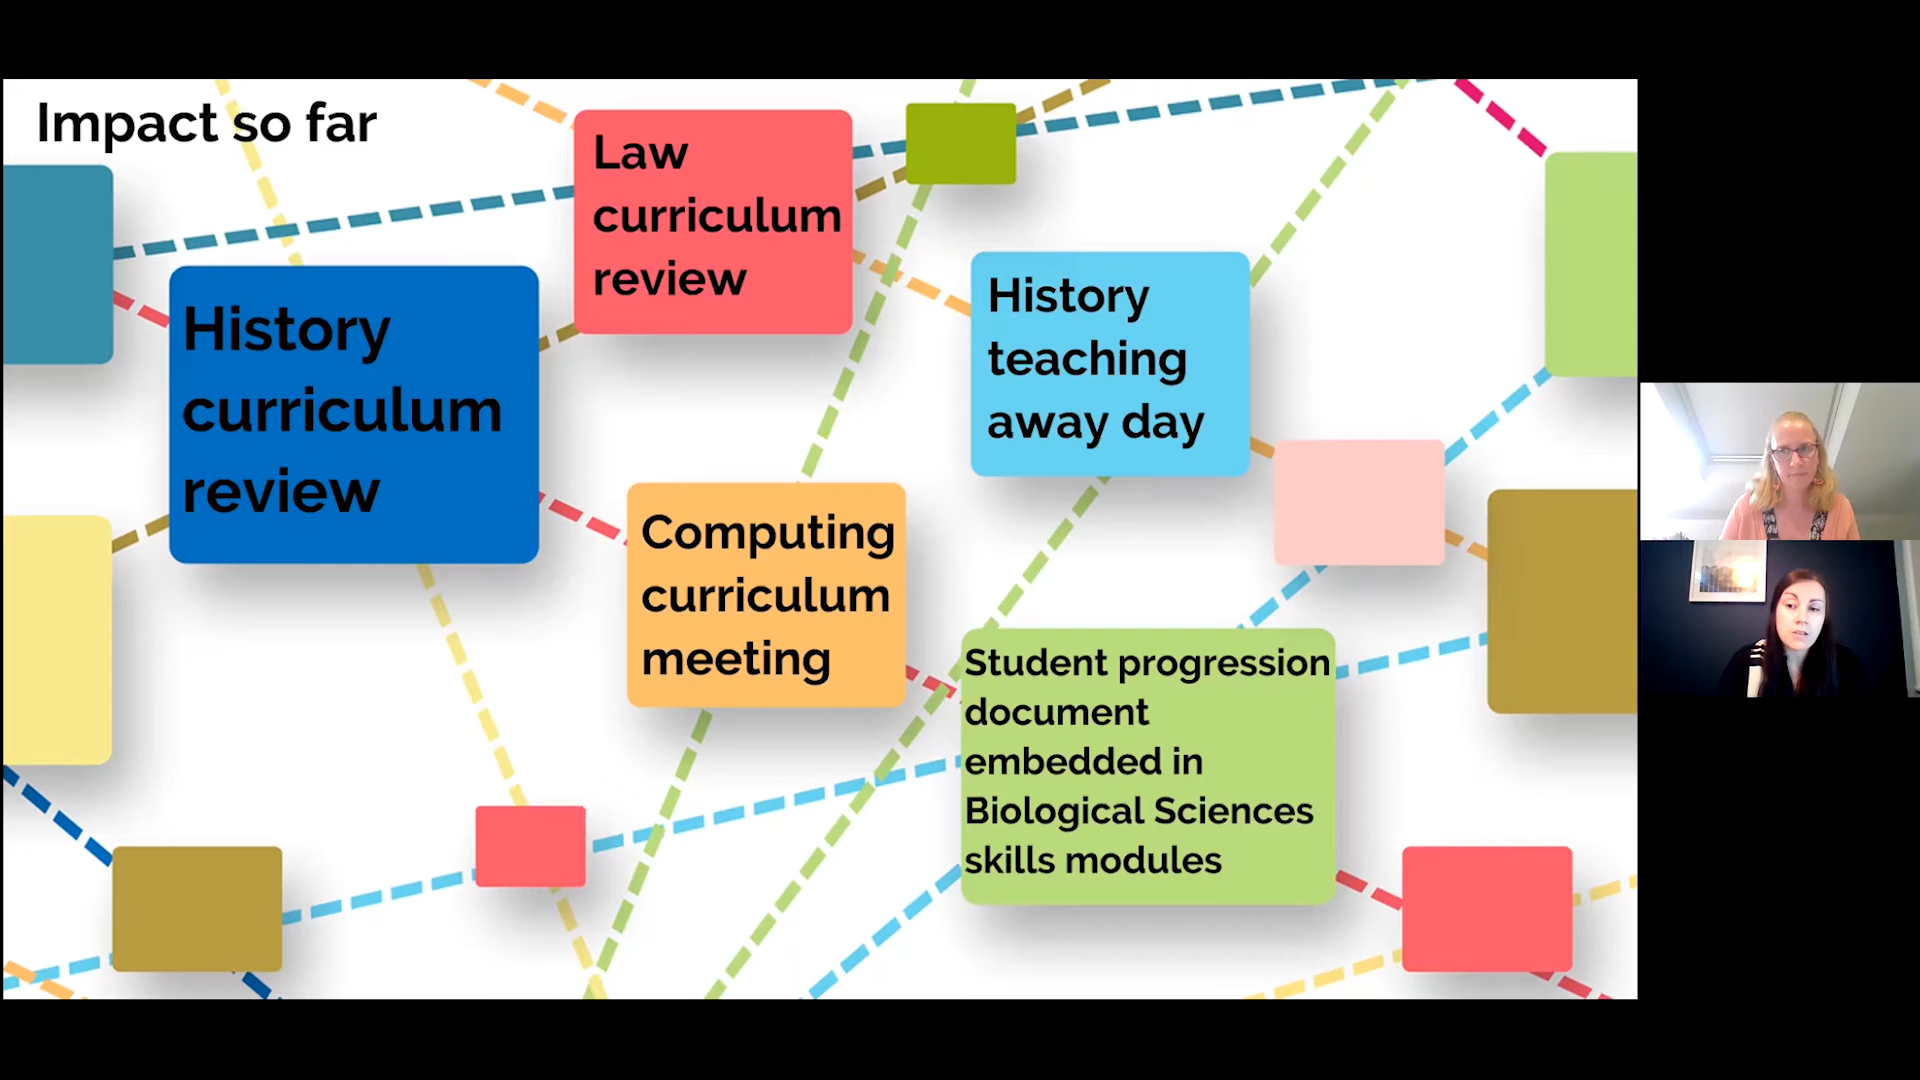 Impact so far
Law
curriculum
review
History
curriculum
review
History
teaching
away day
Computing
curriculum
meeting
Student progression
document
embedded in
Biological Sciences
skills modules